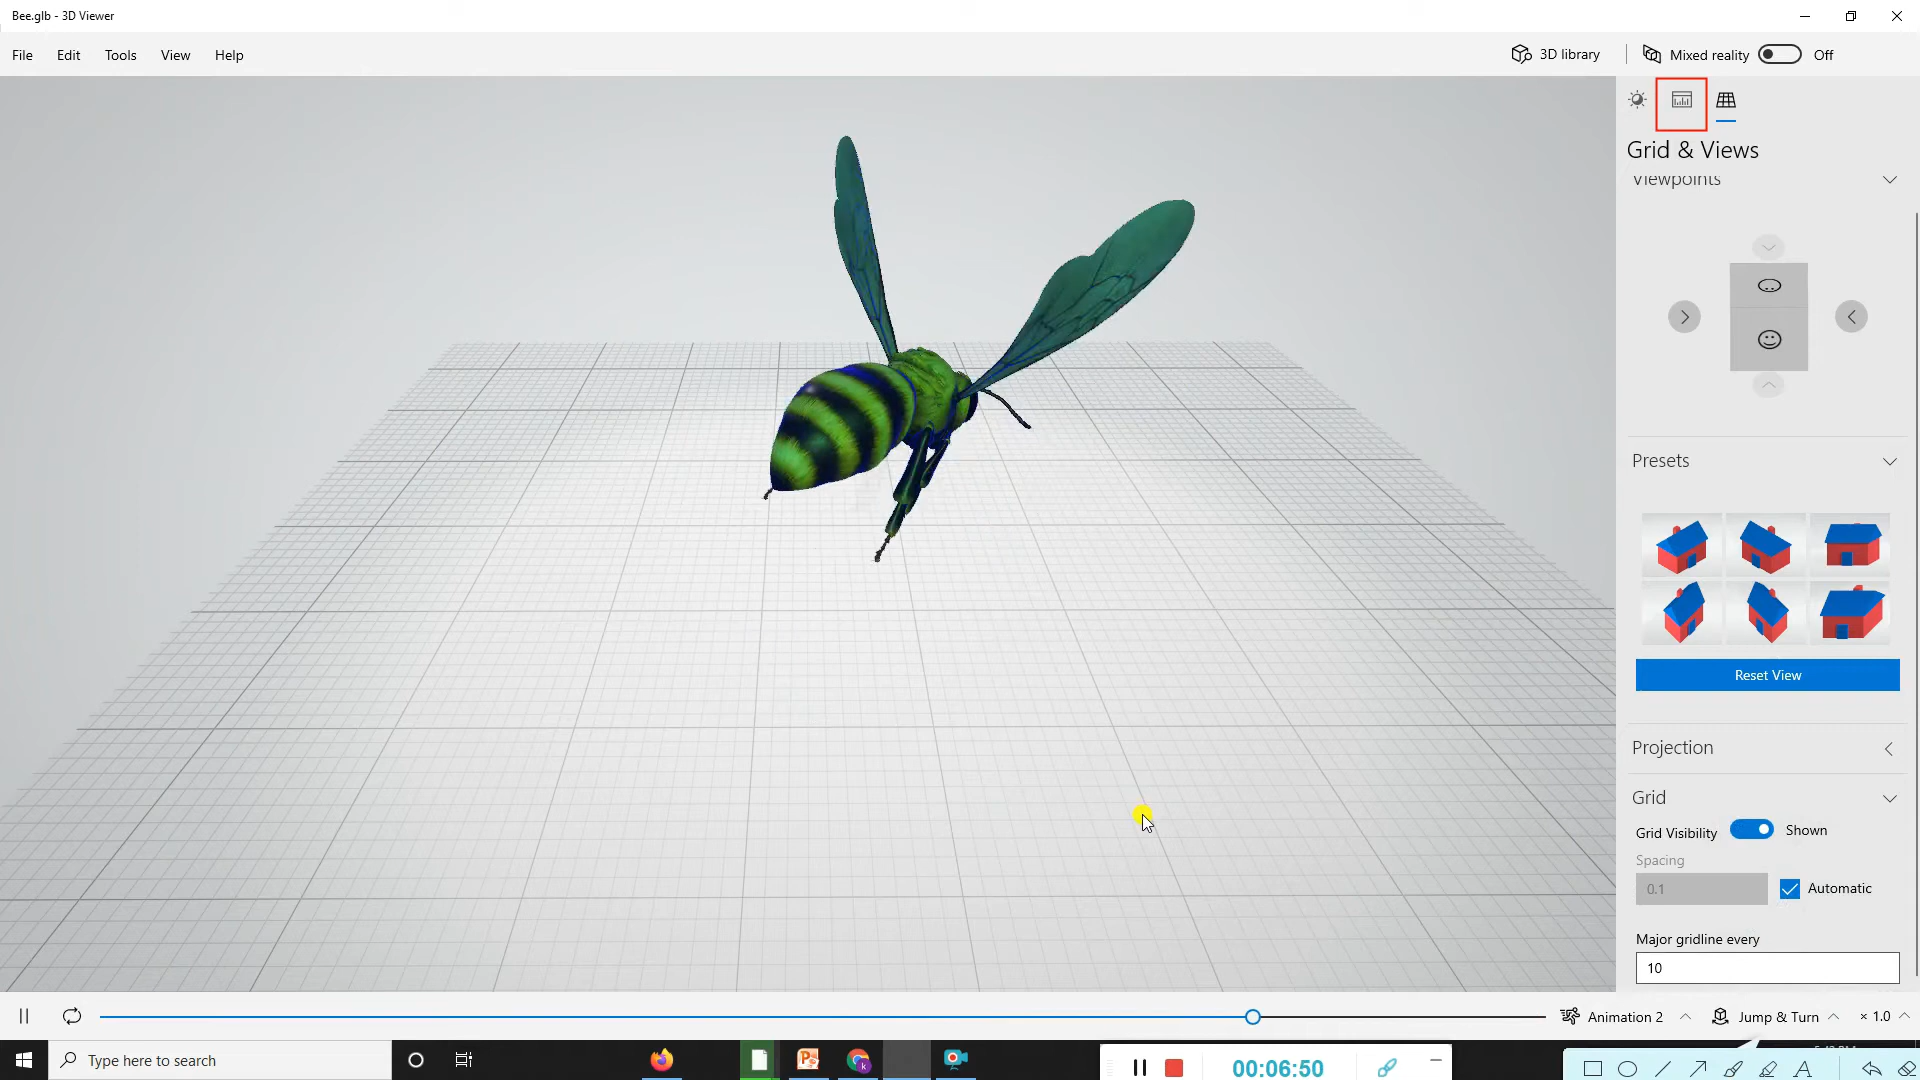 Bee.glb - 3D Viewer
File Edit Tools View Help
3D library
Mixed reality Off
Grid & Views
Viewpoints
Presets
Reset View
Projection
Grid
Grid Visibility Shown
Spacing
0.1 Automatic
Major gridline every
10
Animation 2 Jump & Turn × 1.0
Type here to search
00:06:50